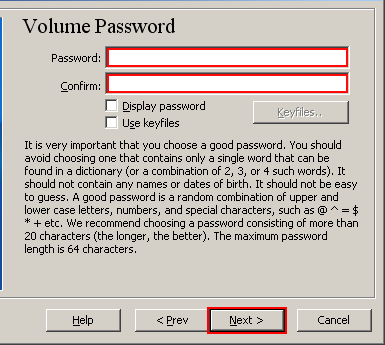 Volume Password
Password:
Confirm:
Display password
Use keyfiles
Keyfiles..
It is very important that you choose a good password. You should
avoid choosing one that contains only a single word that can be
found in a dictionary (or a combination of 2, 3, or 4 such words). It
should not contain any names or dates of birth. It should not be easy
to guess. A good password is a random combination of upper and
lower case letters, numbers, and special characters, such as @ ^ = $
* + etc. We recommend choosing a password consisting of more than
20 characters (the longer, the better). The maximum password
length is 64 characters.
Help
< Prev
Next >
Cancel